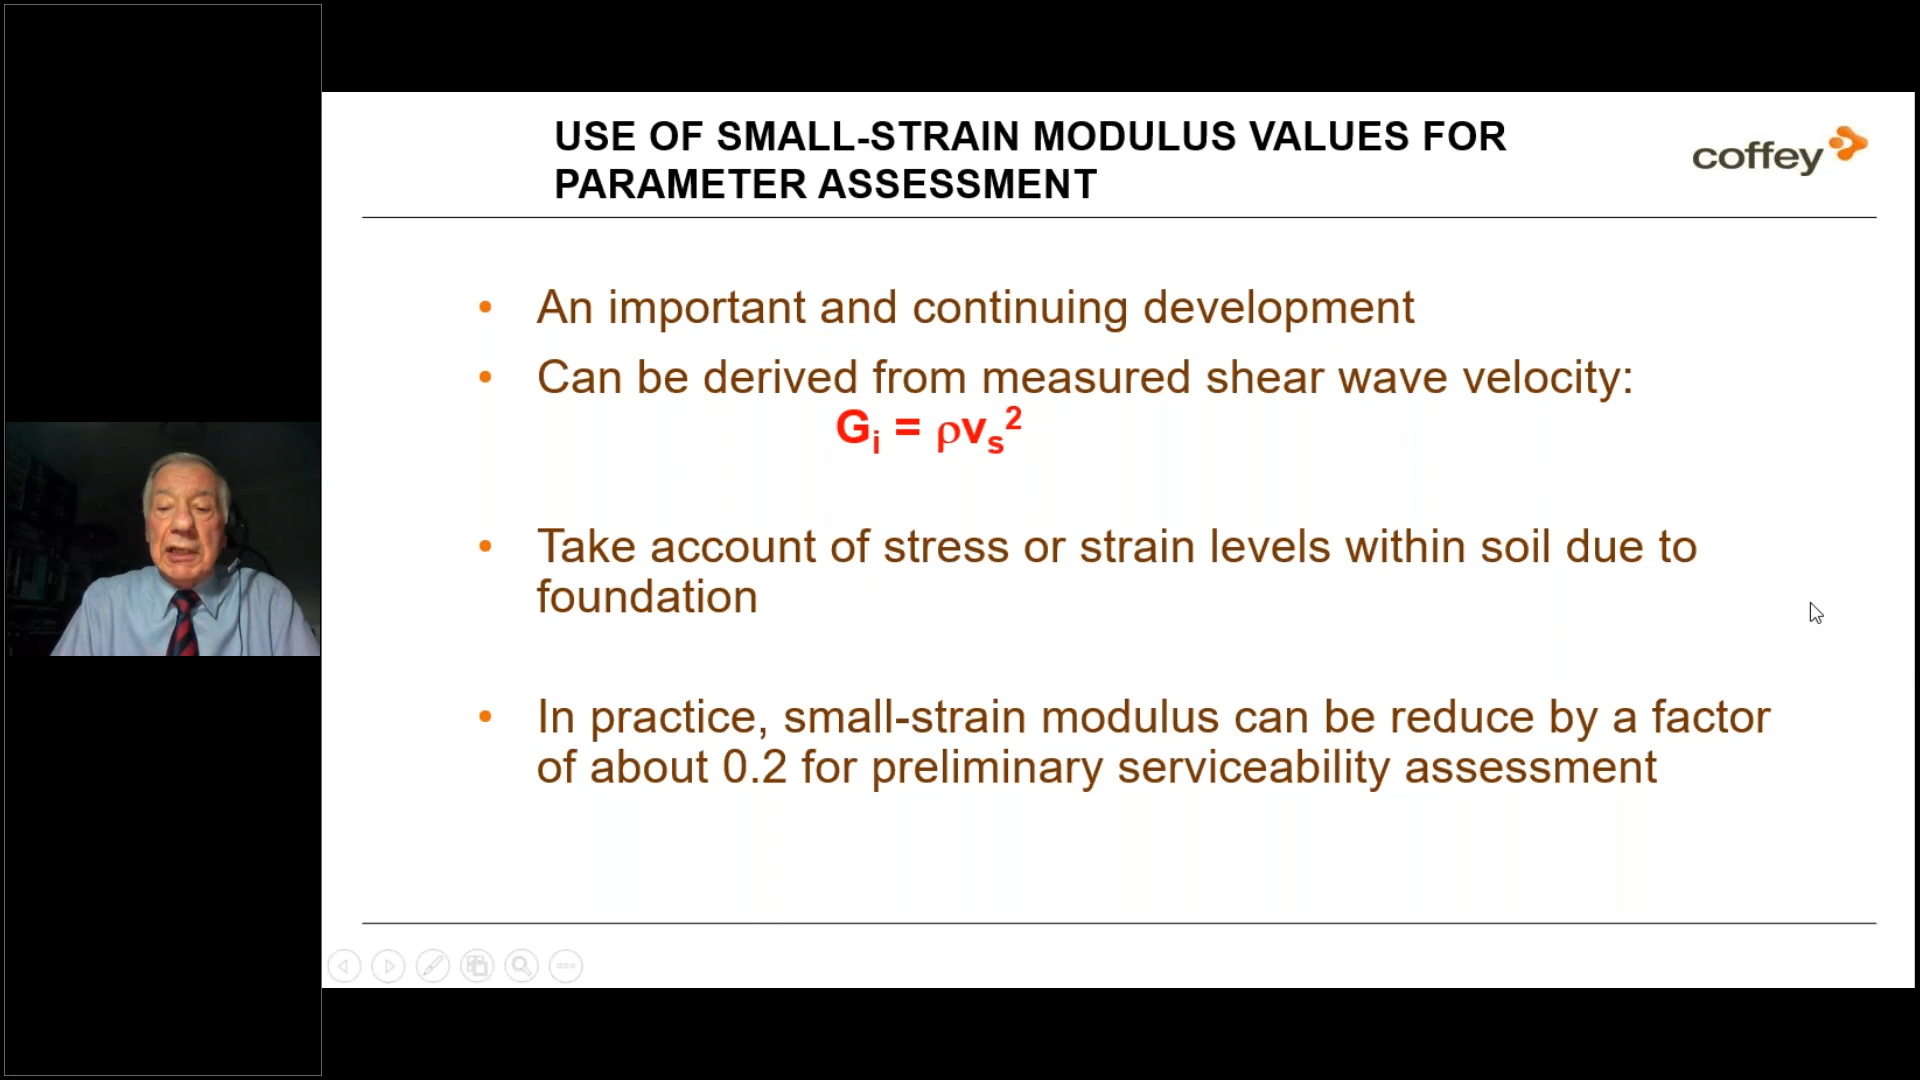 USE OF SMALL-STRAIN MODULUS VALUES FOR
PARAMETER ASSESSMENT
coffey
• An important and continuing development
• Can be derived from measured shear wave velocity:
Gᵢ = ρvₛ²
• Take account of stress or strain levels within soil due to
foundation
• In practice, small-strain modulus can be reduce by a factor
of about 0.2 for preliminary serviceability assessment